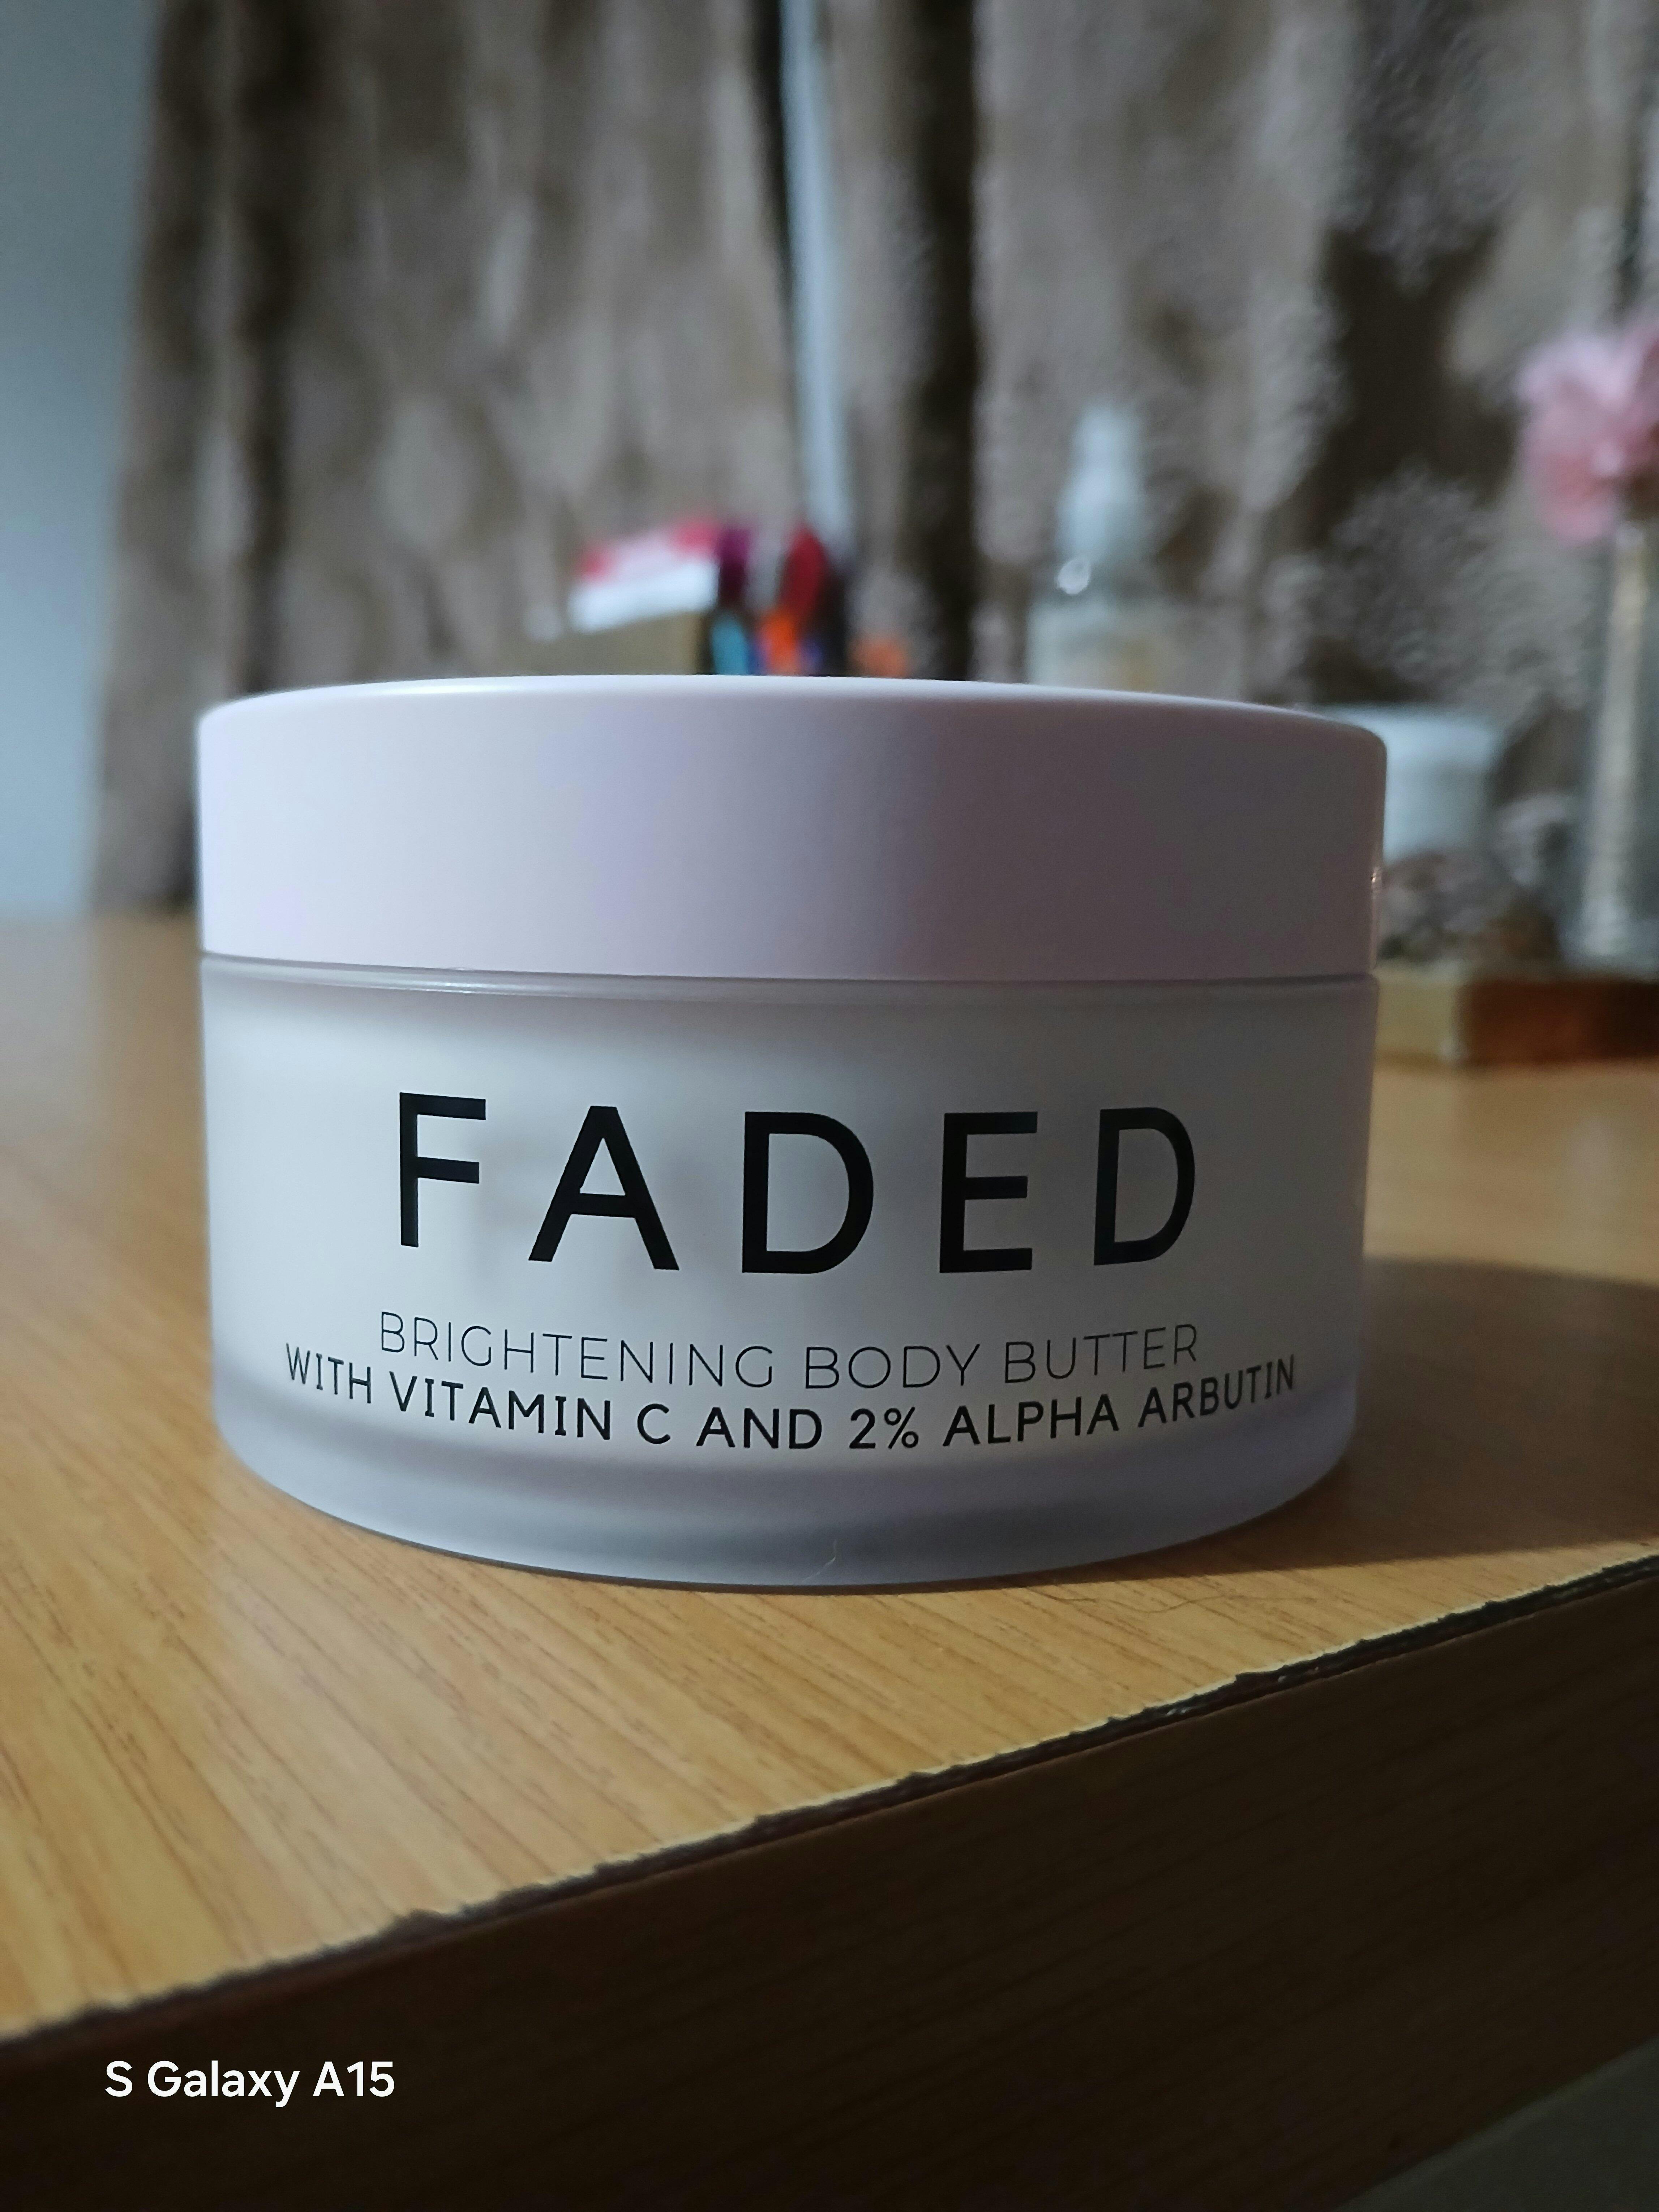 FADED
BRIGHTENING BODY BUTTER
WITH VITAMIN C AND 2% ALPHA ARBUTIN
S Galaxy A15